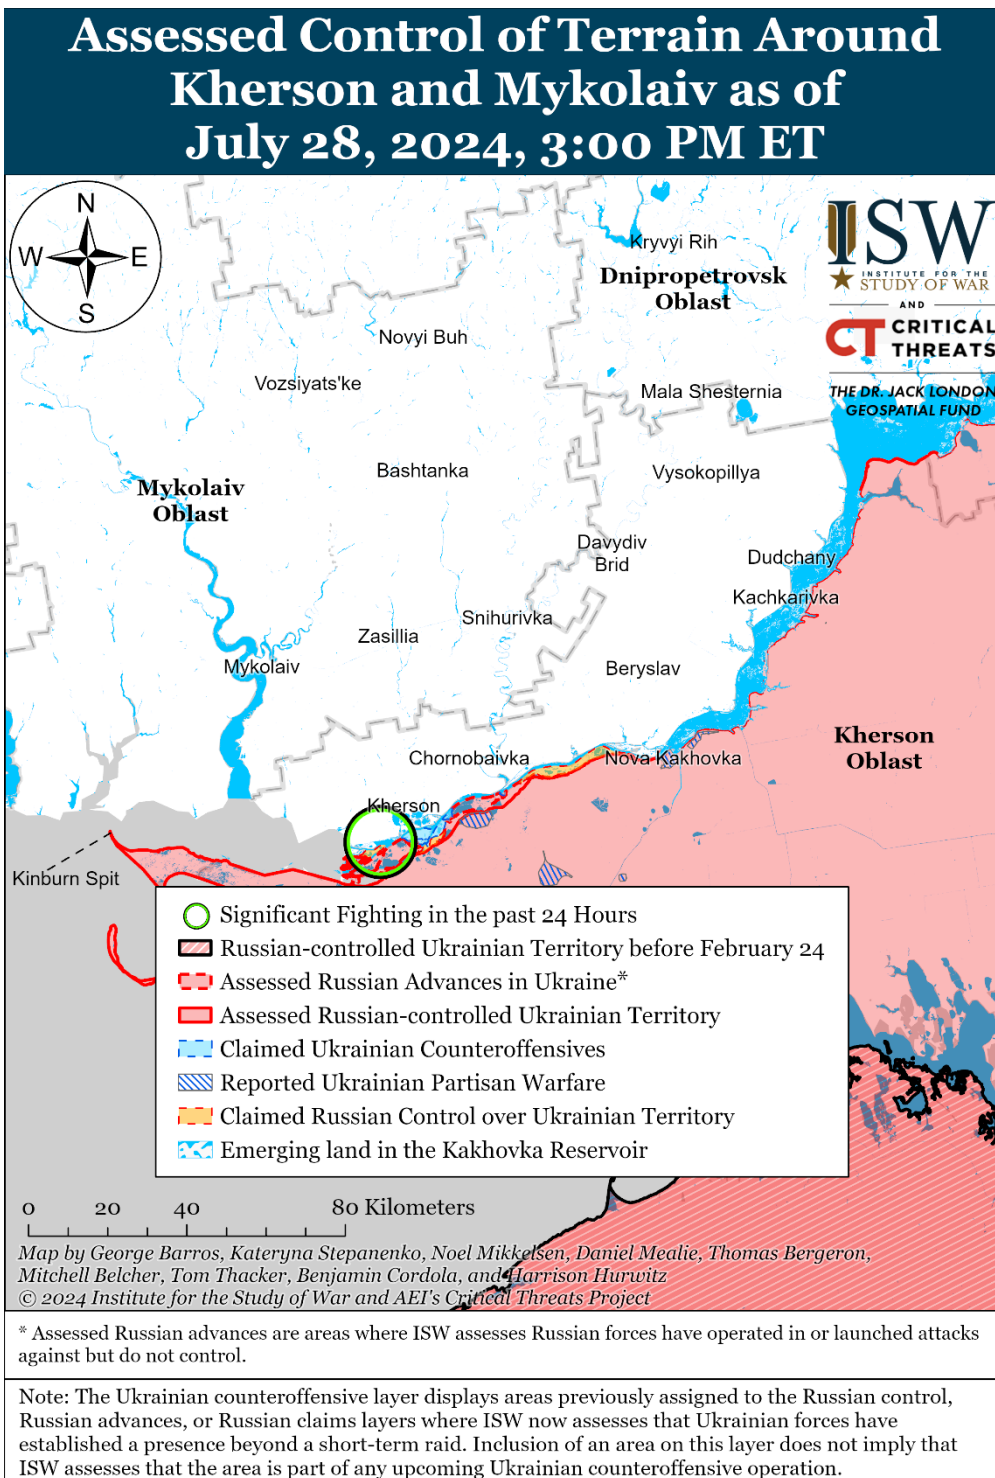 Assessed Control of Terrain Around
Kherson and Mykolaiv as of
July 28, 2024, 3:00 PM ET
N
W
E
S
ISW
INSTITUTE FOR THE
STUDY OF WAR
AND
CT CRITICAL
THREATS
THE DR. JACK LONDON
GEOSPATIAL FUND
Kryvyi Rih
Dnipropetrovsk
Oblast
Novyi Buh
Vozsiyats'ke
Mala Shesternia
Bashtanka
Vysokopillya
Mykolaiv
Oblast
Davydiv
Brid
Dudchany
Kachkarivka
Snihurivka
Zasillia
Mykolaiv
Beryslav
Kherson
Oblast
Chornobaivka
Nova Kakhovka
Kherson
Kinburn Spit
Significant Fighting in the past 24 Hours
Russian-controlled Ukrainian Territory before February 24
Assessed Russian Advances in Ukraine*
Assessed Russian-controlled Ukrainian Territory
Claimed Ukrainian Counteroffensives
Reported Ukrainian Partisan Warfare
Claimed Russian Control over Ukrainian Territory
Emerging land in the Kakhovka Reservoir
0 20 40 80 Kilometers
Map by George Barros, Kateryna Stepanenko, Noel Mikkelsen, Daniel Mealie, Thomas Bergeron,
Mitchell Belcher, Tom Thacker, Benjamin Cordola, and Harrison Hurwitz
© 2024 Institute for the Study of War and AEI's Critical Threats Project
* Assessed Russian advances are areas where ISW assesses Russian forces have operated in or launched attacks
against but do not control.
Note: The Ukrainian counteroffensive layer displays areas previously assigned to the Russian control,
Russian advances, or Russian claims layers where ISW now assesses that Ukrainian forces have
established a presence beyond a short-term raid. Inclusion of an area on this layer does not imply that
ISW assesses that the area is part of any upcoming Ukrainian counteroffensive operation.